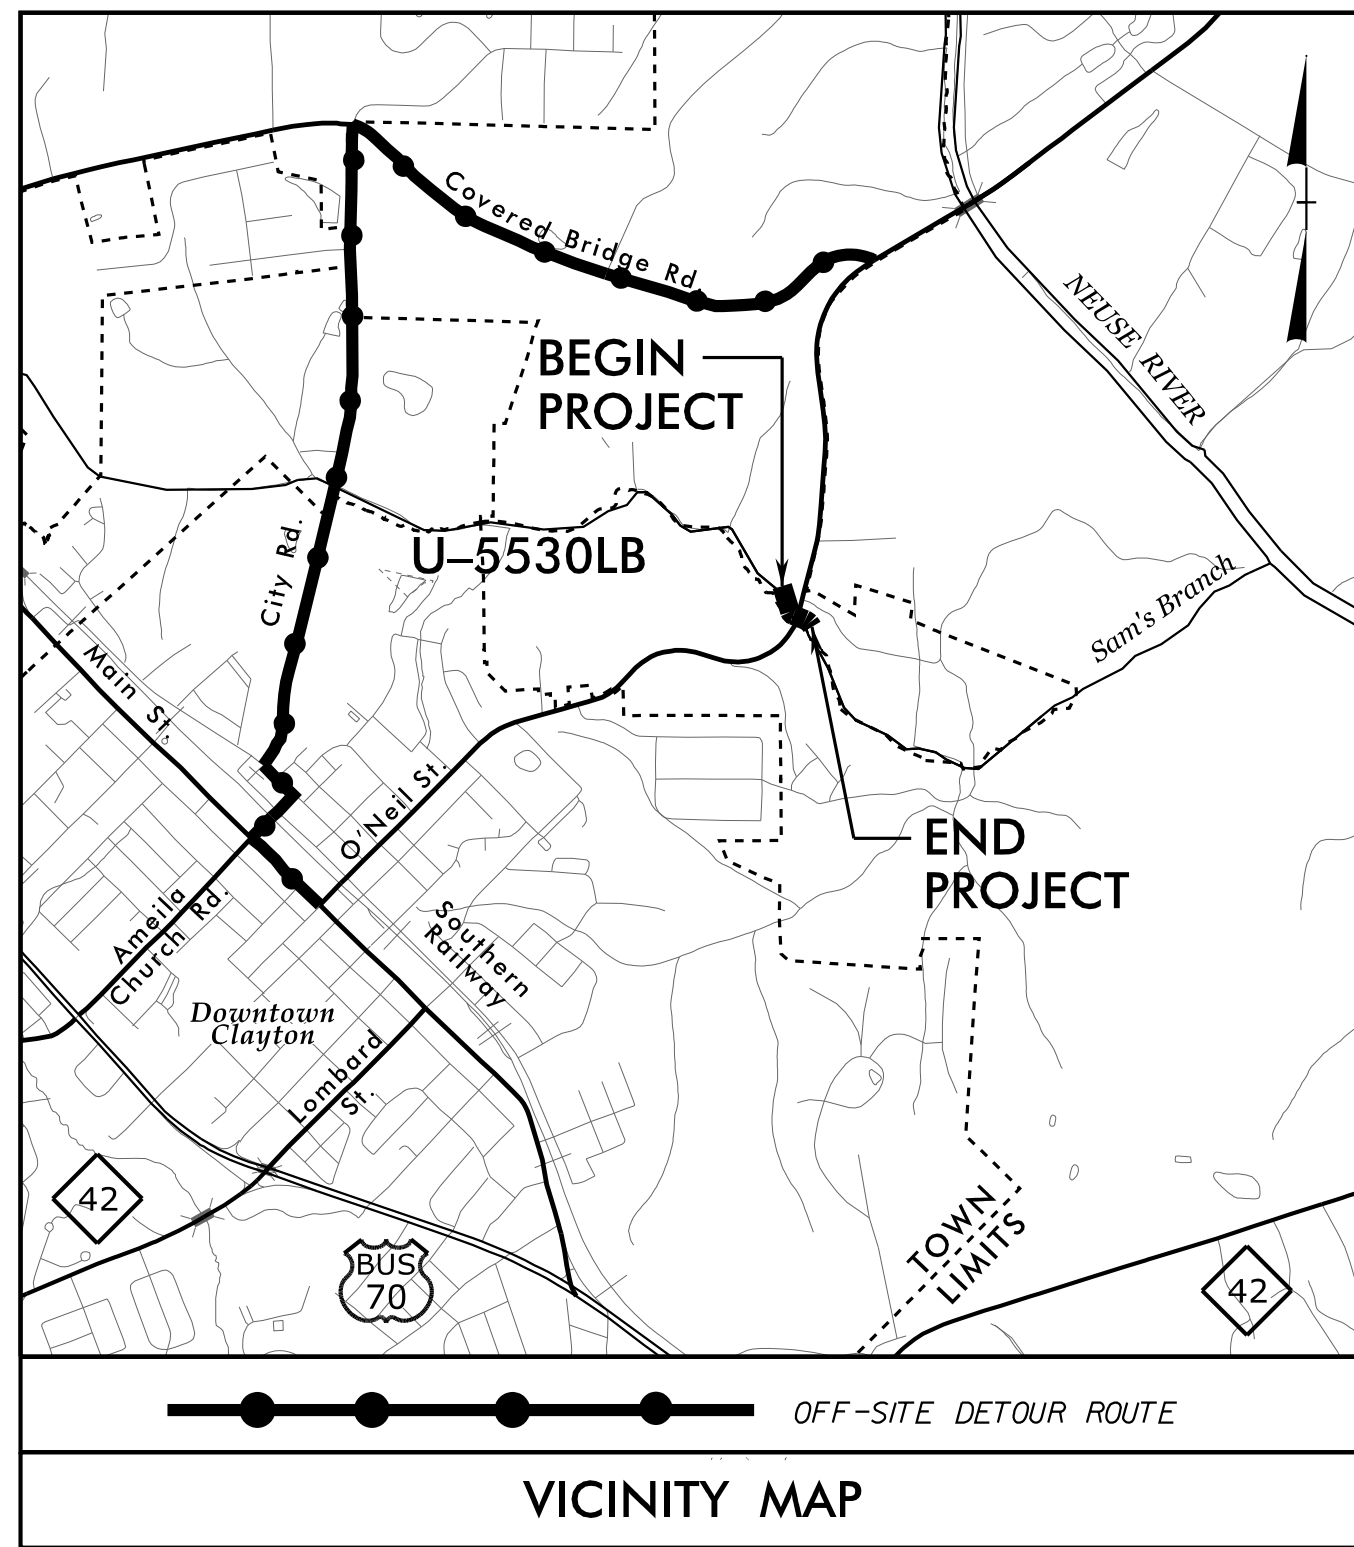 Covered Bridge Rd.
NEUSE RIVER
BEGIN
PROJECT
City Rd.
U–5530LB
Sam's Branch
Main St.
O'Neil St.
END
PROJECT
Ameila
Church Rd.
Southern
Railway
Downtown
Clayton
Lombard
St.
42
TOWN
LIMITS
BUS
70
42
OFF-SITE DETOUR ROUTE
VICINITY MAP